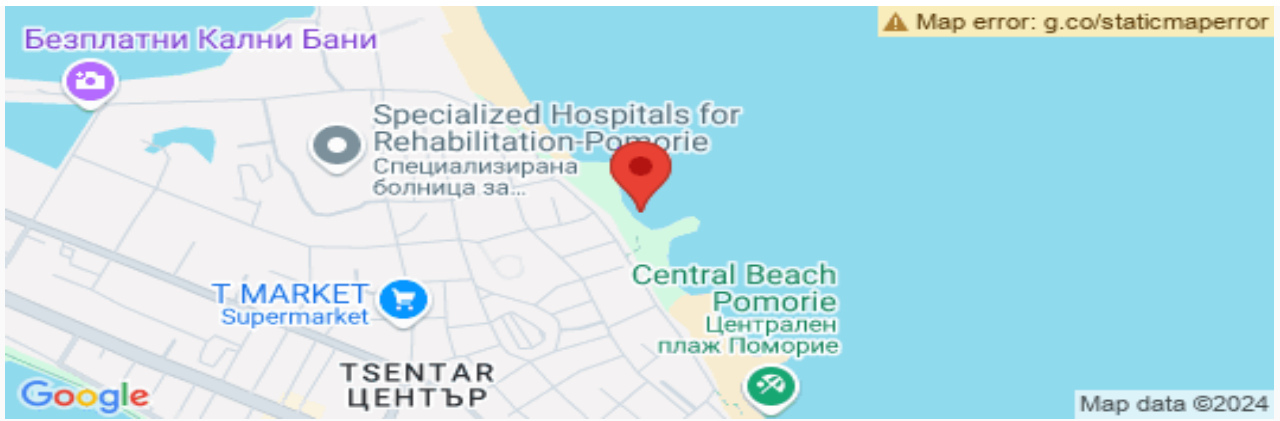 Map error: g.co/staticmaperror
Безплатни Кални Бани
Specialized Hospitals for
Rehabilitation-Pomorie
Специализирана
болница за...
Central Beach
Pomorie
Централен
плаж Поморие
T MARKET
Supermarket
TSENTAR
ЦЕНТЪР
Google
Map data ©2024